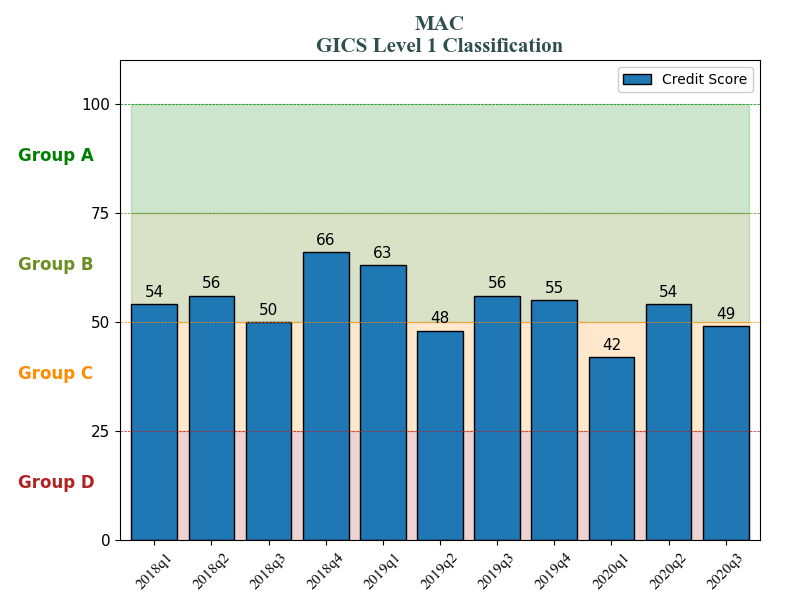 MAC
GICS Level 1 Classification
Credit Score
100
Group A
75
66
63
Group B
54
56
50
48
56
55
42
54
49
50
Group C
25
Group D
0
2018q1
2018q2
2018q3
2018q4
2019q1
2019q2
2019q3
2019q4
2020q1
2020q2
2020q3